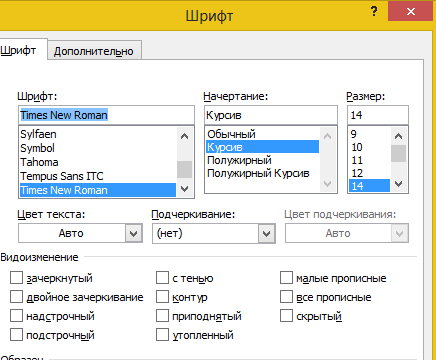 Шрифт
?
Шрифт Дополнительно
Шрифт: Начертание: Размер:
Times New Roman Курсив 14
Sylfaen Обычный 9
Symbol Курсив 10
Tahoma Полужирный 11
Tempus Sans ITC Полужирный Курсив 12
Times New Roman 14
Цвет текста: Подчеркивание: Цвет подчеркивания:
Авто (нет) Авто
Видоизменение
зачеркнутый с тенью малые прописные
двойное зачеркивание контур все прописные
надстрочный приподнятый скрытый
подстрочный утопленный
Образец